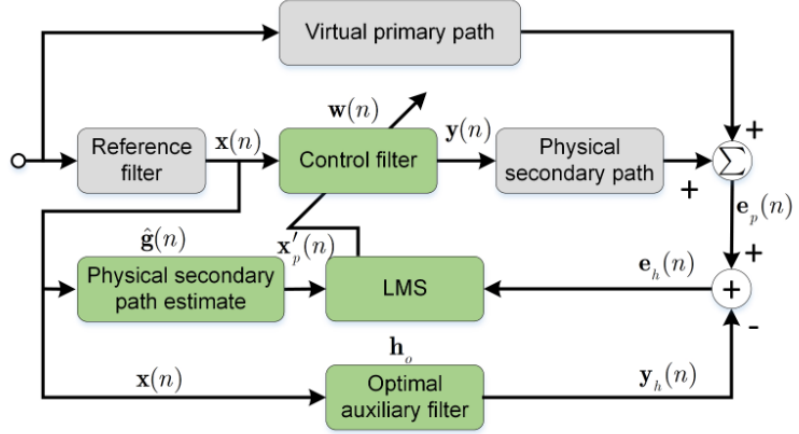 Virtual primary path
w(n)
+
Reference
filter
x(n)
Control filter
y(n)
Physical
secondary path
+
∑
e_p(n)
ĝ(n)
x′_p(n)
+
Physical secondary
path estimate
LMS
e_h(n)
+
-
h_o
x(n)
Optimal
auxiliary filter
y_h(n)